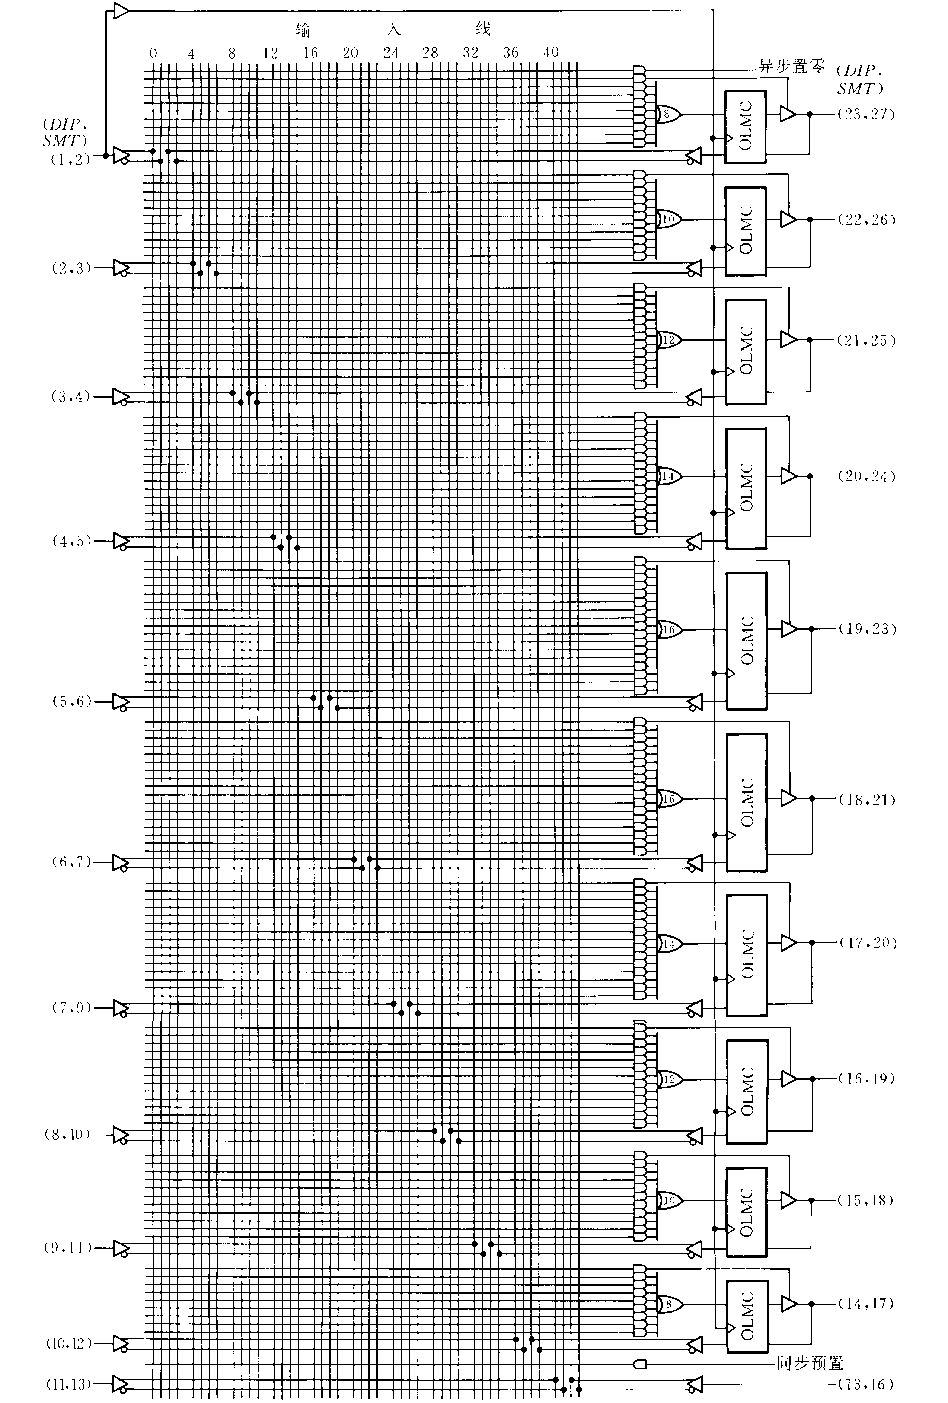 输 入 线
0 4 8 12 16 20 24 28 32 36 40
异步置零 (DIP, SMT)
8 OLMC (23,27)
(DIP, SMT)
(1,2)
10 OLMC (22,26)
(2,3)
12 OLMC (21,25)
(3,4)
14 OLMC (20,24)
(4,5)
16 OLMC (19,23)
(5,6)
16 OLMC (18,21)
(6,7)
14 OLMC (17,20)
(7,9)
12 OLMC (16,19)
(8,10)
10 OLMC (15,18)
(9,11)
8 OLMC (14,17)
(10,12)
同步预置
(11,13) (13,16)